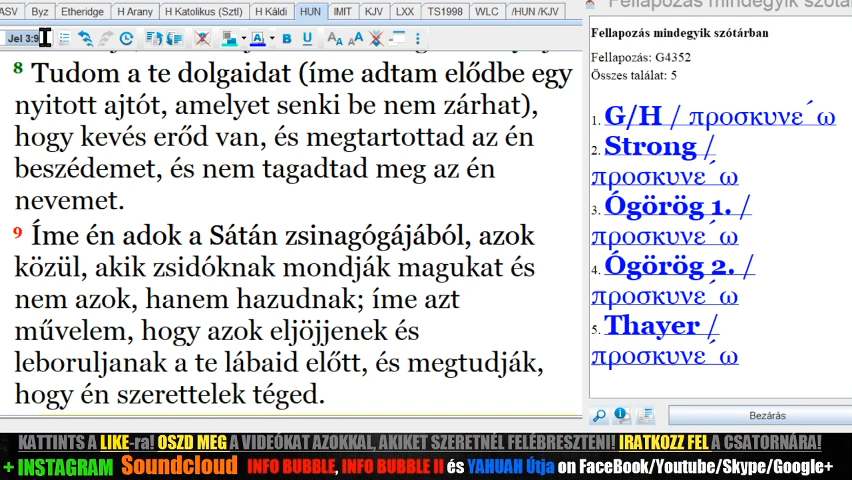 ASV Byz Etheridge H Arany H Katolikus (Sztl) H Káldi HUN IMIT KJV TS1998 WLC /HUN /KJV LXX
Jel 3:9
8 Tudom a te dolgaidat (íme adtam elődbe egy
nyitott ajtót, amelyet senki be nem zárhat),
hogy kevés erőd van, és megtartottad az én
beszédemet, és nem tagadtad meg az én
nevemet.
9 Íme én adok a Sátán zsinagógájából, azok
közül, akik zsidóknak mondják magukat és
nem azok, hanem hazudnak; íme azt
művelem, hogy azok eljöjjenek és
leboruljanak a te lábaid előtt, és megtudják,
hogy én szerettelek téged.
Fellapozás mindegyik szótárban
Fellapozás mindegyik szótárban
Fellapozás: G4352
Összes találat: 5
1. G/H / προσκυνε´ω
2. Strong /
προσκυνε´ω
3. Ógörög 1. /
προσκυνε´ω
4. Ógörög 2. /
προσκυνε´ω
5. Thayer /
προσκυνε´ω
Bezárás
KATTINTS A LIKE-ra! OSZD MEG A VIDEÓKAT AZOKKAL, AKIKET SZERETNÉL FELÉBRESZTENI! IRATKOZZ FEL A CSATORNÁRA!
+ INSTAGRAM Soundcloud INFO BUBBLE, INFO BUBBLE II és YAHUAH Útja on FaceBook/Youtube/Skype/Google+